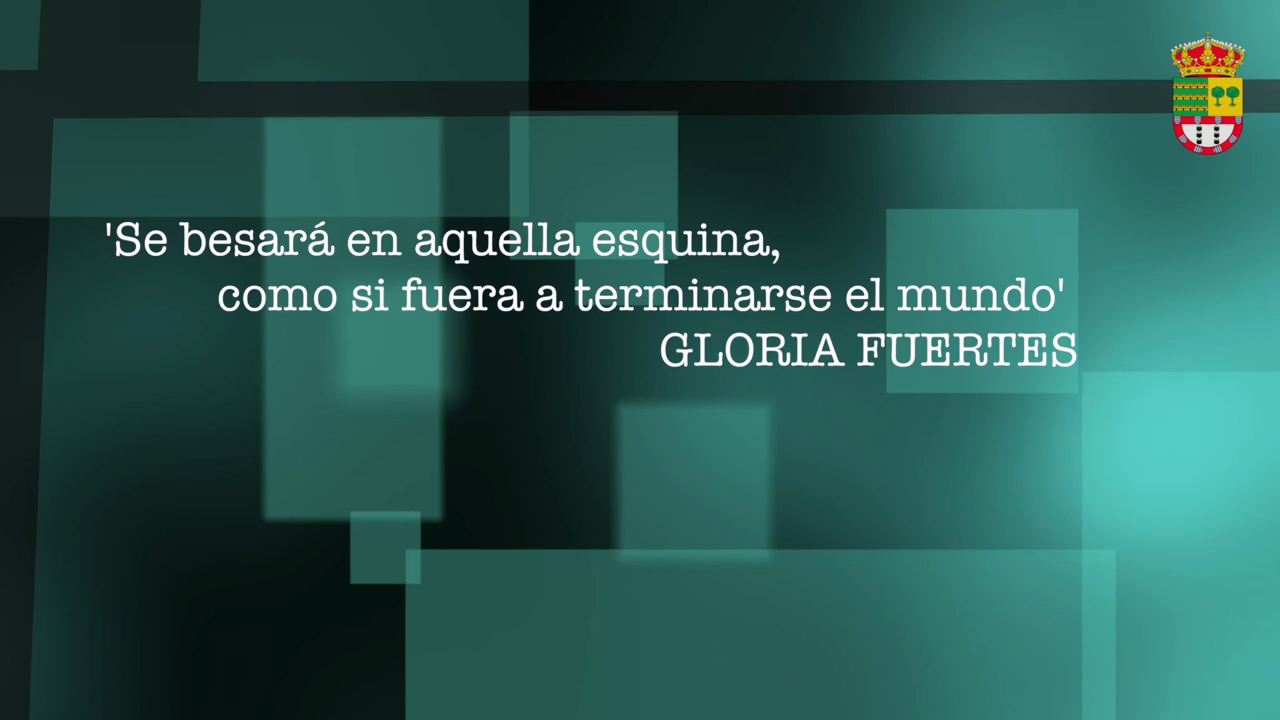 'Se besará en aquella esquina,
como si fuera a terminarse el mundo'
GLORIA FUERTES